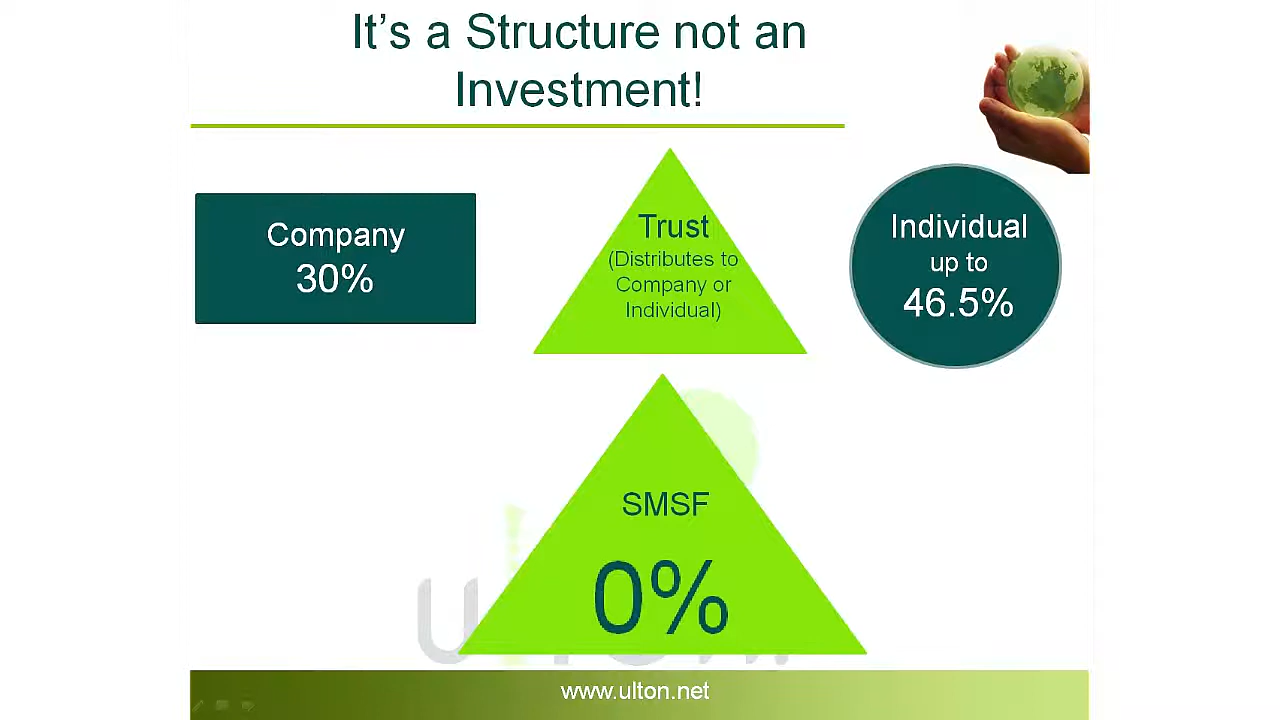 It's a Structure not an
Investment!
Company
30%
Trust
(Distributes to
Company or
Individual)
Individual
up to
46.5%
SMSF
0%
www.ulton.net